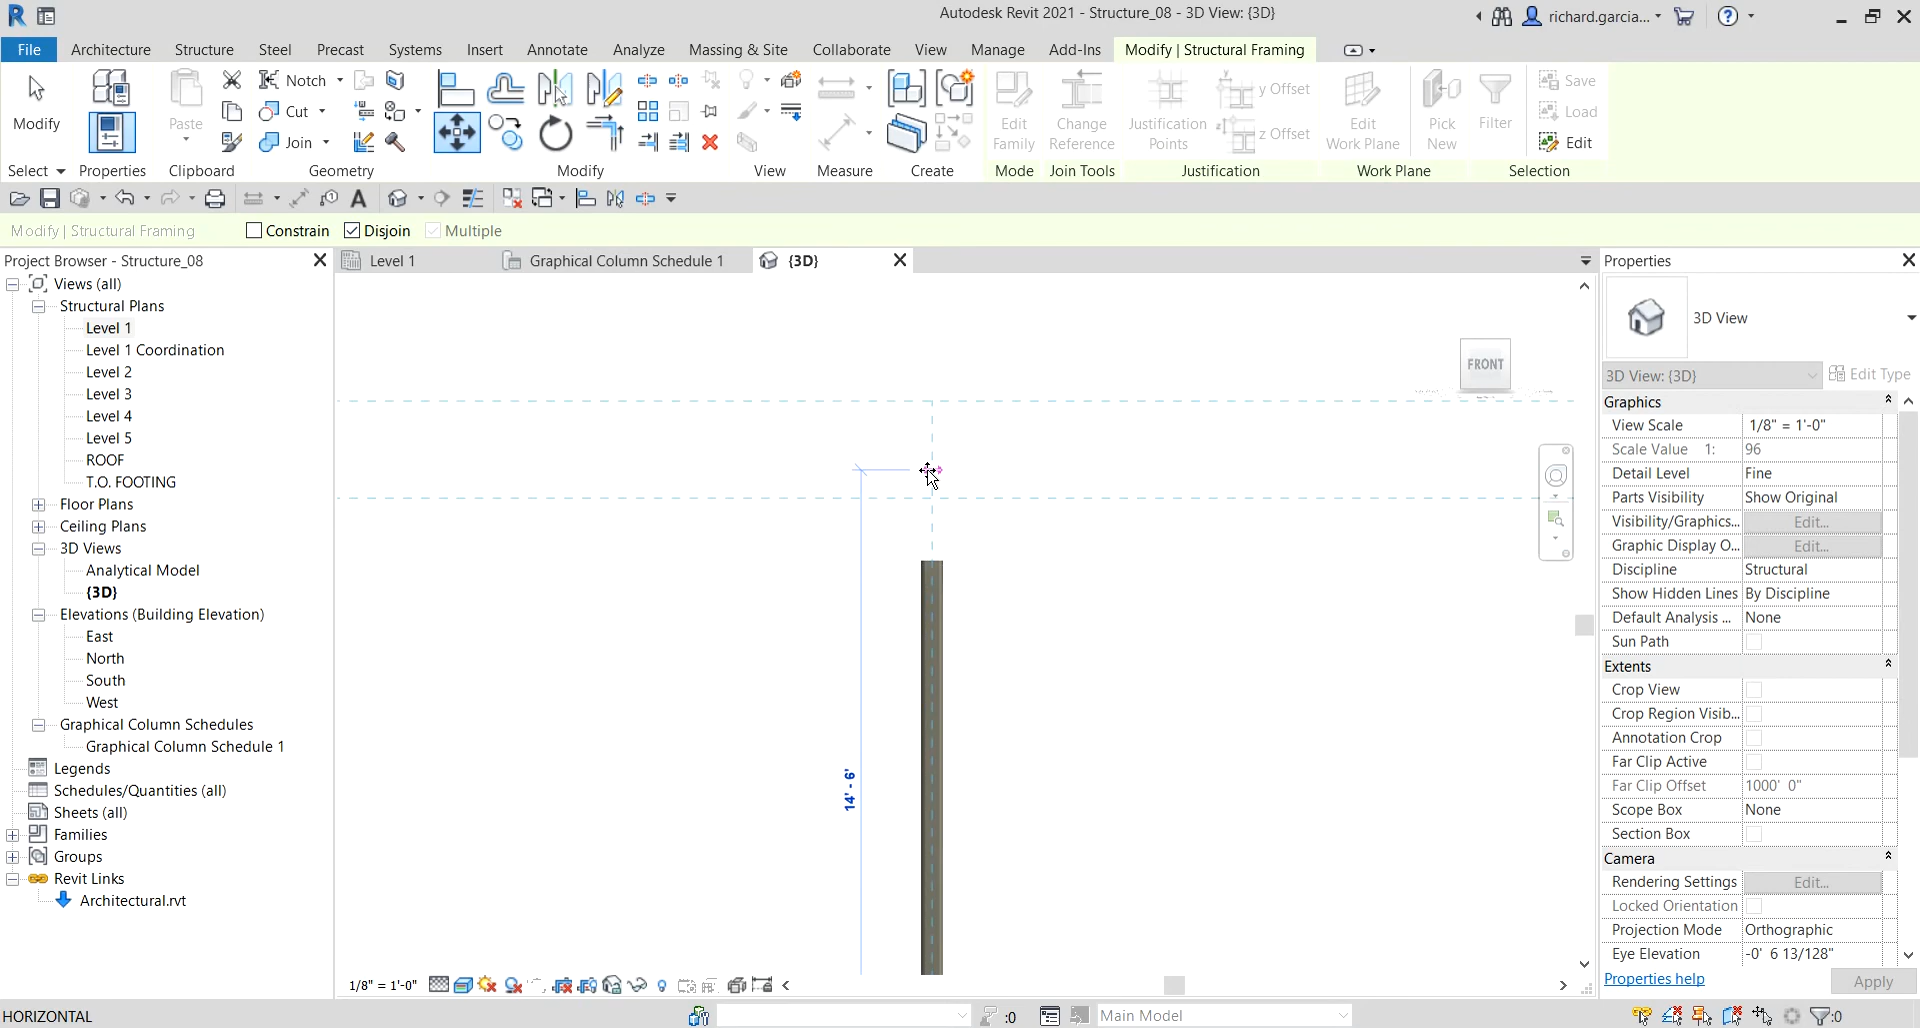 Autodesk Revit 2021 - Structure_08 - 3D View: {3D}
richard.garcia...
File Architecture Structure Steel Precast Systems Insert Annotate Analyze Massing & Site Collaborate View Manage Add-Ins Modify | Structural Framing
Modify
Paste
Notch
Cut
Join
Edit Family
Change Reference
Justification Points
y Offset
z Offset
Edit Work Plane
Pick New
Filter
Save
Load
Edit
Select Properties Clipboard Geometry Modify View Measure Create Mode Join Tools Justification Work Plane Selection
Modify | Structural Framing Constrain Disjoin Multiple
Project Browser - Structure_08
Level 1 Graphical Column Schedule 1 {3D}
Views (all)
Structural Plans
Level 1
Level 1 Coordination
Level 2
Level 3
Level 4
Level 5
ROOF
T.O. FOOTING
Floor Plans
Ceiling Plans
3D Views
Analytical Model
{3D}
Elevations (Building Elevation)
East
North
South
West
Graphical Column Schedules
Graphical Column Schedule 1
Legends
Schedules/Quantities (all)
Sheets (all)
Families
Groups
Revit Links
Architectural.rvt
FRONT
14' - 6"
Properties
3D View
3D View: {3D} Edit Type
Graphics
View Scale 1/8" = 1'-0"
Scale Value 1: 96
Detail Level Fine
Parts Visibility Show Original
Visibility/Graphics... Edit...
Graphic Display O... Edit...
Discipline Structural
Show Hidden Lines By Discipline
Default Analysis ... None
Sun Path
Extents
Crop View
Crop Region Visib...
Annotation Crop
Far Clip Active
Far Clip Offset 1000' 0"
Scope Box None
Section Box
Camera
Rendering Settings Edit...
Locked Orientation
Projection Mode Orthographic
Eye Elevation -0' 6 13/128"
Properties help Apply
1/8" = 1'-0"
HORIZONTAL :0 Main Model :0